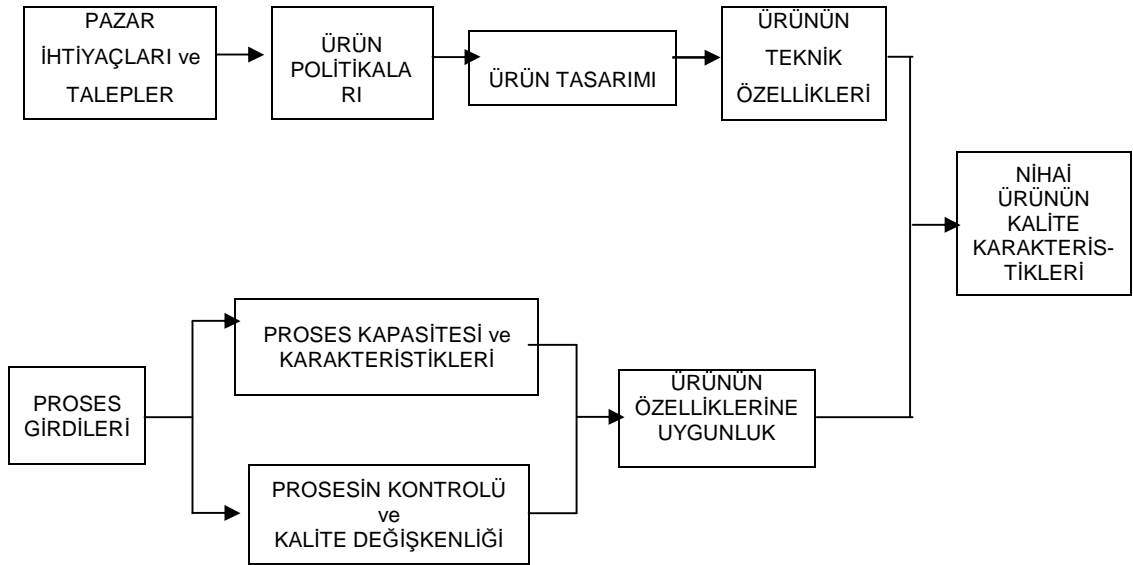 PAZAR
İHTİYAÇLARI ve
TALEPLER
ÜRÜN
POLİTİKALA
RI
ÜRÜN TASARIMI
ÜRÜNÜN
TEKNİK
ÖZELLİKLERİ
NİHAİ
ÜRÜNÜN
KALİTE
KARAKTERİS-
TİKLERİ
PROSES
GİRDİLERİ
PROSES KAPASİTESİ ve
KARAKTERİSTİKLERİ
PROSESİN KONTROLÜ
ve
KALİTE DEĞİŞKENLİĞİ
ÜRÜNÜN
ÖZELLİKLERİNE
UYGUNLUK